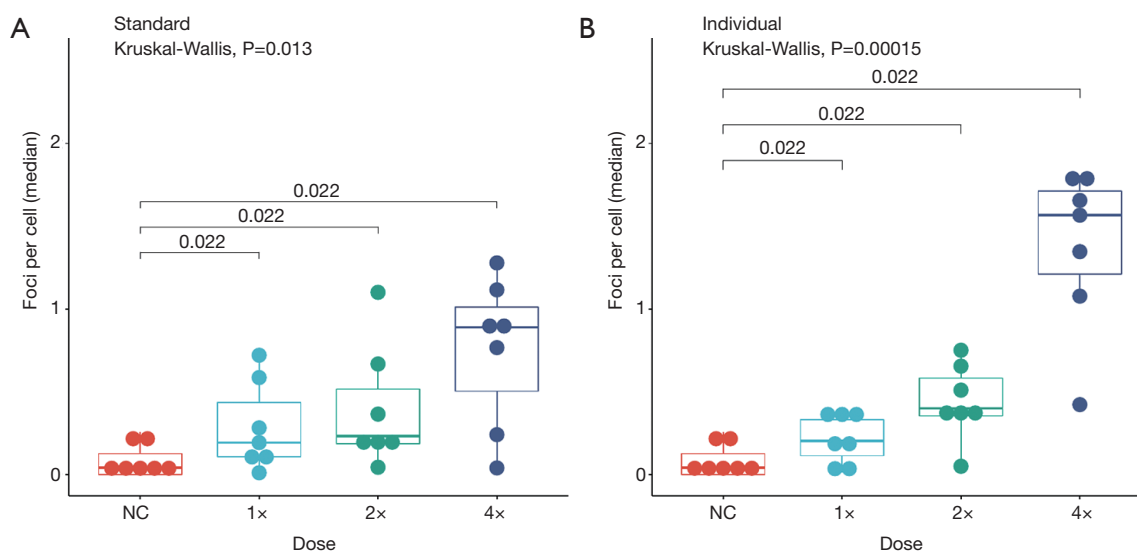 A
Standard
Kruskal-Wallis, P=0.013
Foci per cell (median)
2
1
0
0.022
0.022
0.022
NC
1×
2×
4×
Dose
B
Individual
Kruskal-Wallis, P=0.00015
Foci per cell (median)
2
1
0
0.022
0.022
0.022
NC
1×
2×
4×
Dose